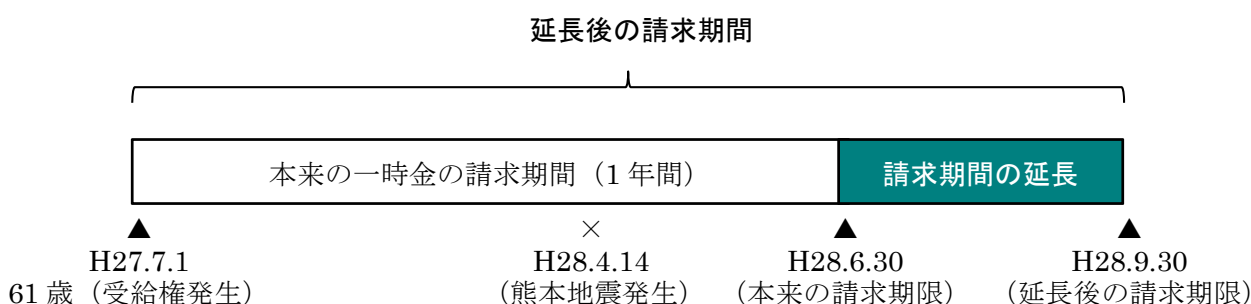 延長後の請求期間
本来の一時金の請求期間（1年間）
請求期間の延長
▲ × ▲ ▲
H27.7.1 H28.4.14 H28.6.30 H28.9.30
61歳（受給権発生） （熊本地震発生） （本来の請求期限） （延長後の請求期限）